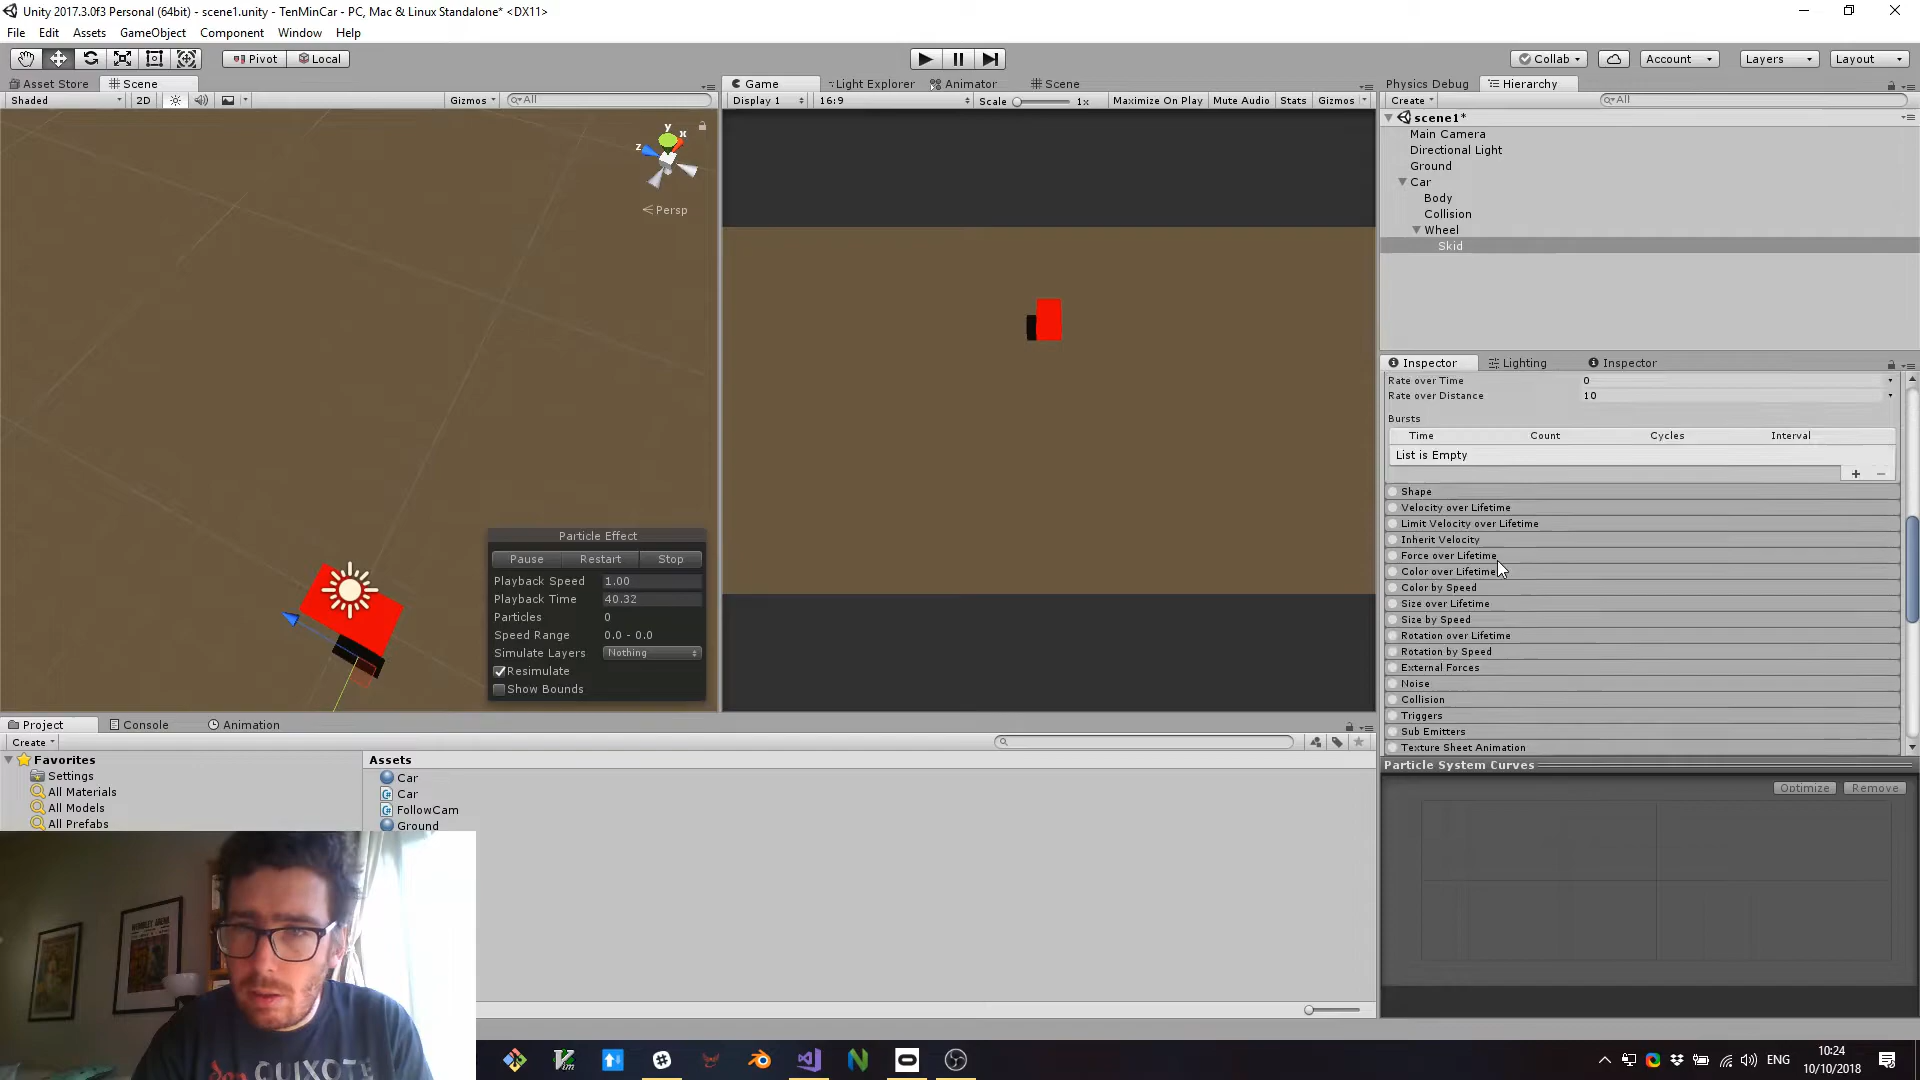 Unity 2017.3.0f3 Personal (64bit) - scene1.unity - TenMinCar - PC, Mac & Linux Standalone* <DX11>
File Edit Assets GameObject Component Window Help
Pivot Local Collab Account Layers Layout
Asset Store Scene Game Light Explorer Animator Scene Physics Debug Hierarchy
Shaded 2D Gizmos All Display 1 16:9 Scale 1x Maximize On Play Mute Audio Stats Gizmos Create All
scene1*
Main Camera
Directional Light
Ground
Car
Body
Collision
Wheel
Skid
y
x
z
Persp
Inspector Lighting Inspector
Rate over Time 0
Rate over Distance 10
Bursts
Time Count Cycles Interval
List is Empty
+ -
Shape
Velocity over Lifetime
Limit Velocity over Lifetime
Inherit Velocity
Force over Lifetime
Color over Lifetime
Color by Speed
Size over Lifetime
Size by Speed
Rotation over Lifetime
Rotation by Speed
External Forces
Noise
Collision
Triggers
Sub Emitters
Texture Sheet Animation
Particle System Curves
Optimize Remove
Particle Effect
Pause Restart Stop
Playback Speed 1.00
Playback Time 40.32
Particles 0
Speed Range 0.0 - 0.0
Simulate Layers Nothing
Resimulate
Show Bounds
Project Console Animation
Create
Favorites
Settings
All Materials
All Models
All Prefabs
Assets
Car
Car
FollowCam
Ground
QUIXOTE
ENG
10:24
10/10/2018